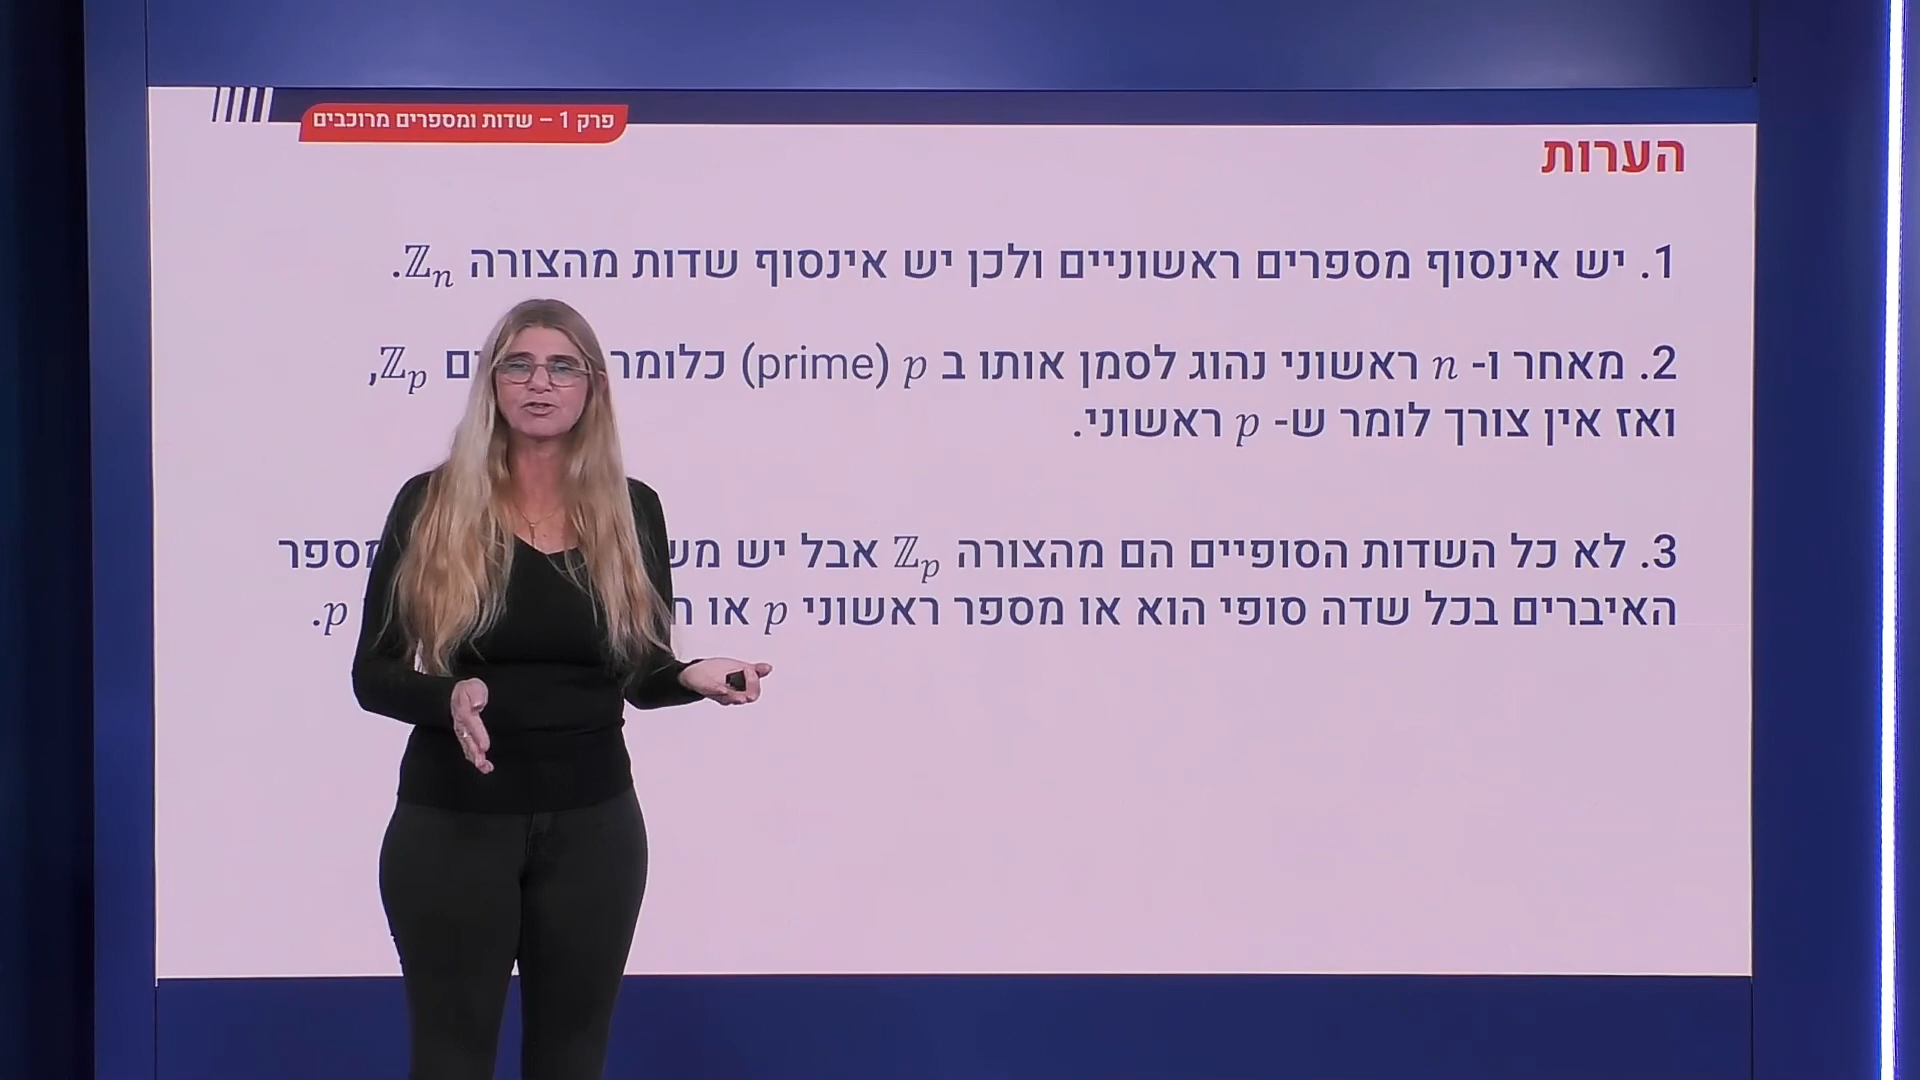 פרק 1 – שדות ומספרים מרוכבים
הערות
1. יש אינסוף מספרים ראשוניים ולכן יש אינסוף שדות מהצורה ℤₙ.
2. מאחר ו- n ראשוני נהוג לסמן אותו ב p (prime) כלומר ℤₚ,
ואז אין צורך לומר ש- p ראשוני.
3. לא כל השדות הסופיים הם מהצורה ℤₚ אבל יש מספר
האיברים בכל שדה סופי הוא או מספר ראשוני p או p.